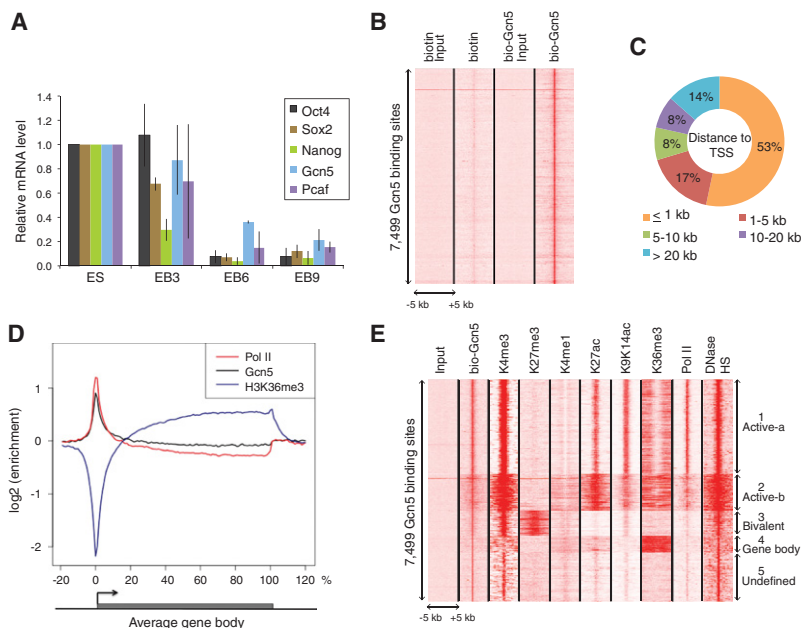 A
Relative mRNA level
1.4
1.2
1.0
0.8
0.6
0.4
0.2
0.0
ES
EB3
EB6
EB9
Oct4
Sox2
Nanog
Gcn5
Pcaf
B
biotin Input
biotin
bio-Gcn5 Input
bio-Gcn5
7,499 Gcn5 binding sites
-5 kb
+5 kb
C
14%
8%
8%
17%
53%
Distance to
TSS
≤ 1 kb
1-5 kb
5-10 kb
10-20 kb
> 20 kb
D
Pol II
Gcn5
H3K36me3
log2 (enrichment)
1
0
-1
-2
-20
0
20
40
60
80
100
120
%
Average gene body
E
Input
bio-Gcn5
K4me3
K27me3
K4me1
K27ac
K9K14ac
K36me3
Pol II
DNase HS
7,499 Gcn5 binding sites
1
Active-a
2
Active-b
3
Bivalent
4
Gene body
5
Undefined
-5 kb
+5 kb